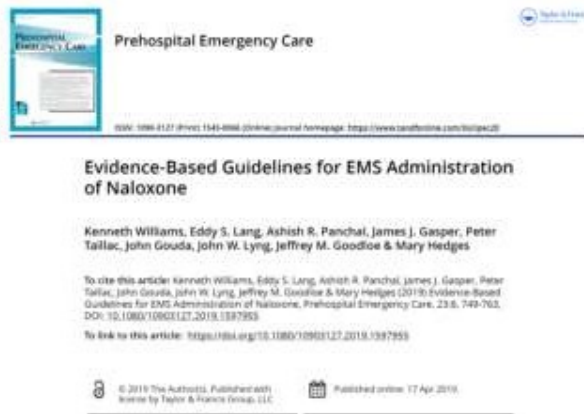 PREHOSPITAL
EMERGENCY CARE
Taylor & Francis
Prehospital Emergency Care
ISSN: 1090-3127 (Print) 1545-0066 (Online) Journal homepage: https://www.tandfonline.com/loi/ipec20
Evidence-Based Guidelines for EMS Administration
of Naloxone
Kenneth Williams, Eddy S. Lang, Ashish R. Panchal, James J. Gasper, Peter
Taillac, John Gouda, John W. Lyng, Jeffrey M. Goodloe & Mary Hedges
To cite this article: Kenneth Williams, Eddy S. Lang, Ashish R. Panchal, James J. Gasper, Peter
Taillac, John Gouda, John W. Lyng, Jeffrey M. Goodloe & Mary Hedges (2019) Evidence-Based
Guidelines for EMS Administration of Naloxone, Prehospital Emergency Care, 23:6, 749-763,
DOI: 10.1080/10903127.2019.1597955
To link to this article: https://doi.org/10.1080/10903127.2019.1597955
© 2019 The Author(s). Published with
license by Taylor & Francis Group, LLC
Published online: 17 Apr 2019.